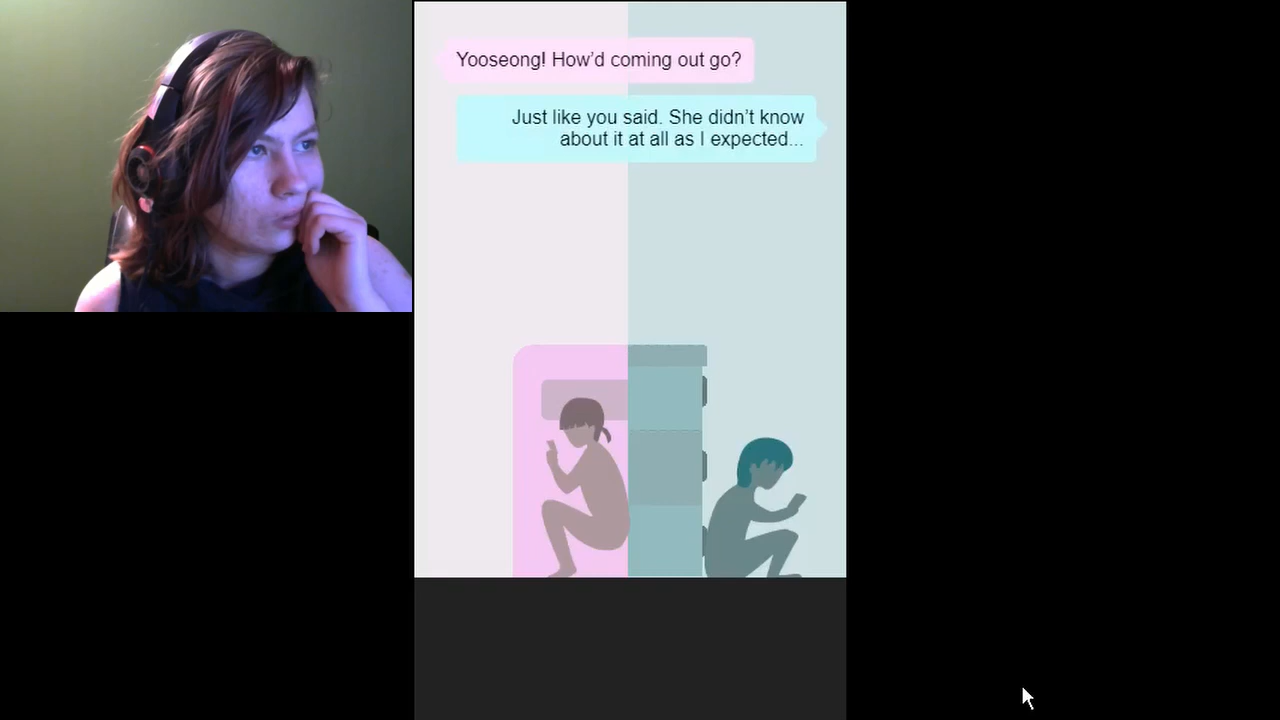 Yooseong! How’d coming out go?
Just like you said. She didn’t know
about it at all as I expected...